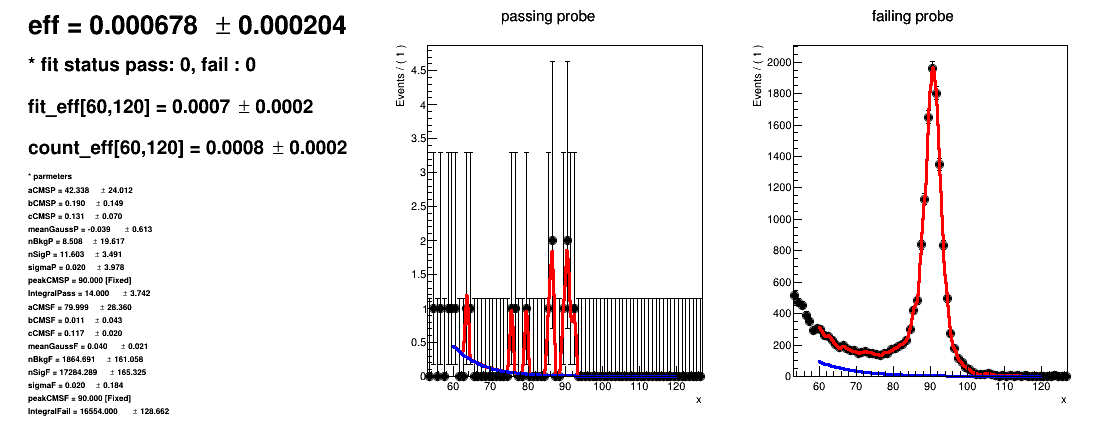 eff = 0.000678 ± 0.000204
* fit status pass: 0, fail : 0
fit_eff[60,120] = 0.0007 ± 0.0002
count_eff[60,120] = 0.0008 ± 0.0002
* parmeters
aCMSP = 42.338 ± 24.012
bCMSP = 0.190 ± 0.149
cCMSP = 0.131 ± 0.070
meanGaussP = -0.039 ± 0.613
nBkgP = 8.508 ± 19.617
nSigP = 11.603 ± 3.491
sigmaP = 0.020 ± 3.978
peakCMSP = 90.000 [Fixed]
IntegralPass = 14.000 ± 3.742
aCMSF = 79.999 ± 28.360
bCMSF = 0.011 ± 0.043
cCMSF = 0.117 ± 0.020
meanGaussF = 0.040 ± 0.021
nBkgF = 1864.691 ± 161.058
nSigF = 17284.289 ± 165.325
sigmaF = 0.020 ± 0.184
peakCMSF = 90.000 [Fixed]
IntegralFail = 16554.000 ± 128.662
passing probe
Events / ( 1 )
4.5
4
3.5
3
2.5
2
1.5
1
0.5
0
60 70 80 90 100 110 120
x
failing probe
Events / ( 1 )
2000
1800
1600
1400
1200
1000
800
600
400
200
0
60 70 80 90 100 110 120
x